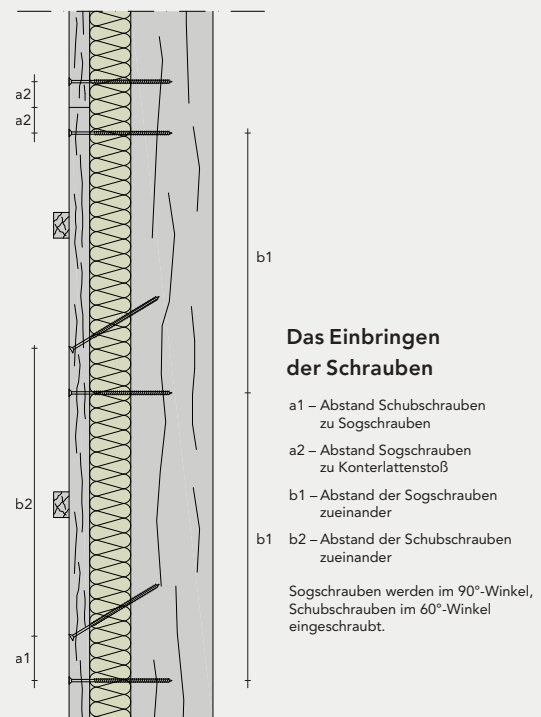 a2
a2
b1
Das Einbringen
der Schrauben
a1 – Abstand Schubschrauben
zu Sogschrauben
a2 – Abstand Sogschrauben
zu Konterlattenstoß
b1 – Abstand der Sogschrauben
zueinander
b2
b1
b2 – Abstand der Schubschrauben
zueinander
Sogschrauben werden im 90°-Winkel,
Schubschrauben im 60°-Winkel
eingeschraubt.
a1